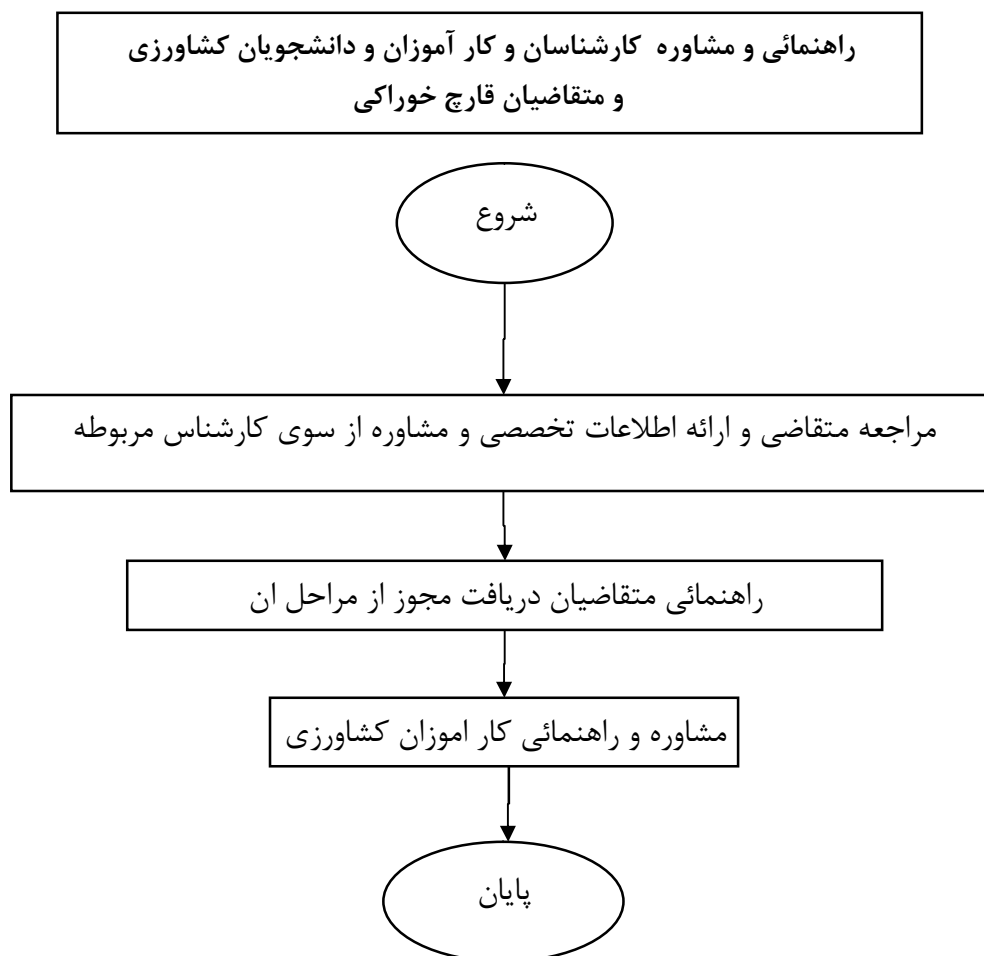 راهنمائی و مشاوره کارشناسان و کار آموزان و دانشجویان کشاورزی
و متقاضیان قارچ خوراکی
شروع
مراجعه متقاضی و ارائه اطلاعات تخصصی و مشاوره از سوی کارشناس مربوطه
راهنمائی متقاضیان دریافت مجوز از مراحل ان
مشاوره و راهنمائی کار اموزان کشاورزی
پایان